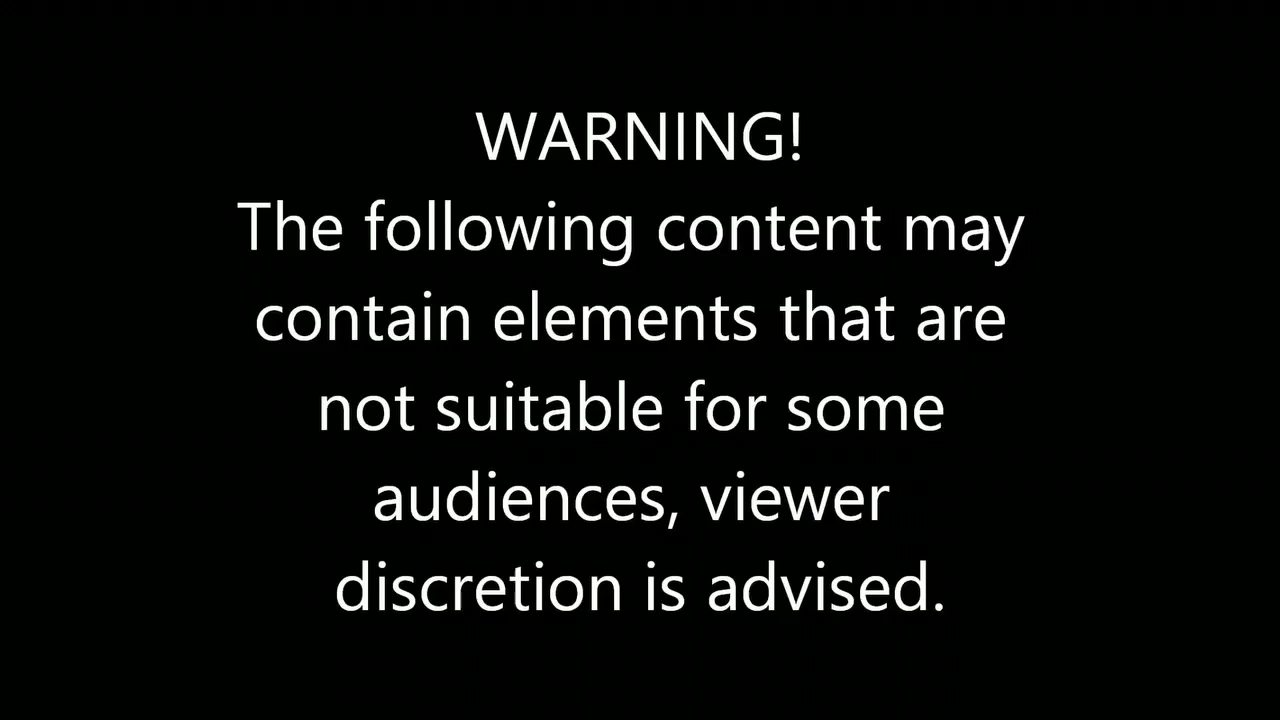 WARNING!
The following content may
contain elements that are
not suitable for some
audiences, viewer
discretion is advised.